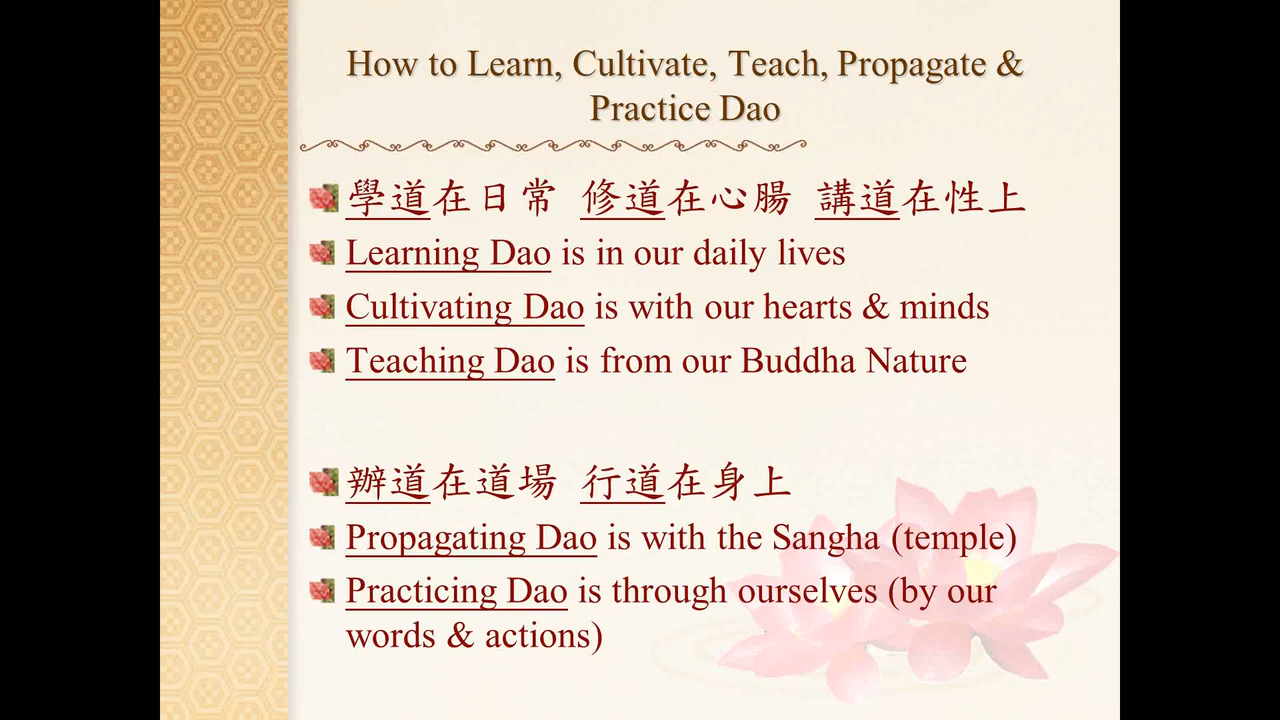 How to Learn, Cultivate, Teach, Propagate &
Practice Dao
學道在日常 修道在心腸 講道在性上
Learning Dao is in our daily lives
Cultivating Dao is with our hearts & minds
Teaching Dao is from our Buddha Nature
辦道在道場 行道在身上
Propagating Dao is with the Sangha (temple)
Practicing Dao is through ourselves (by our
words & actions)